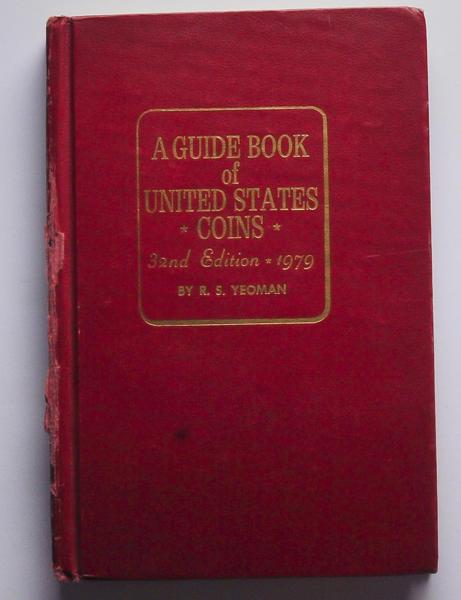 A GUIDE BOOK
of
UNITED STATES
* COINS *
32nd Edition * 1979
BY R. S. YEOMAN